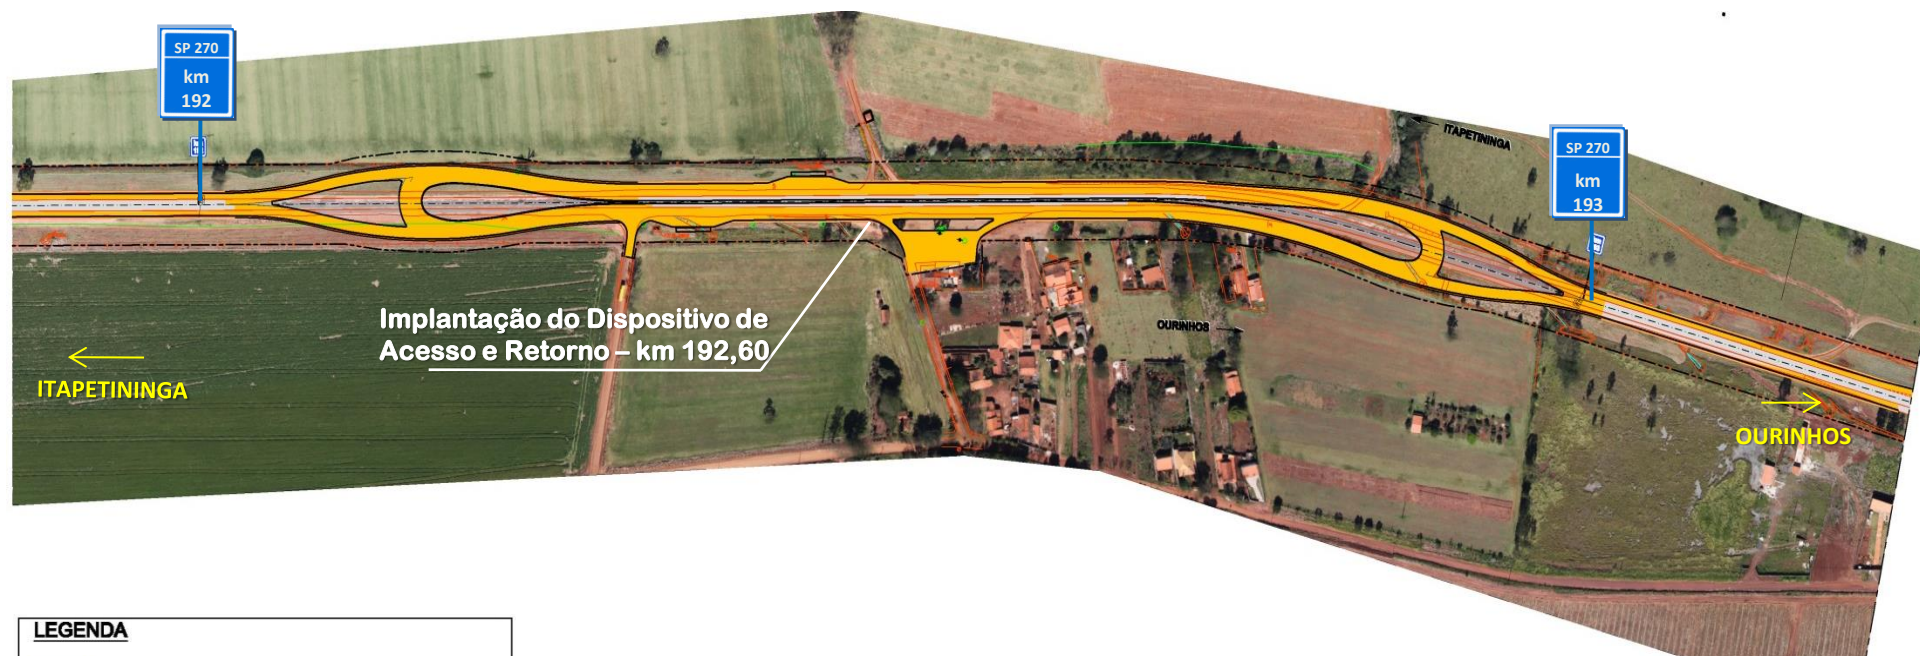 SP 270
km
192
ITAPETININGA
SP 270
km
193
Implantação do Dispositivo de
Acesso e Retorno – km 192,60
OURINHOS
ITAPETININGA
OURINHOS
LEGENDA